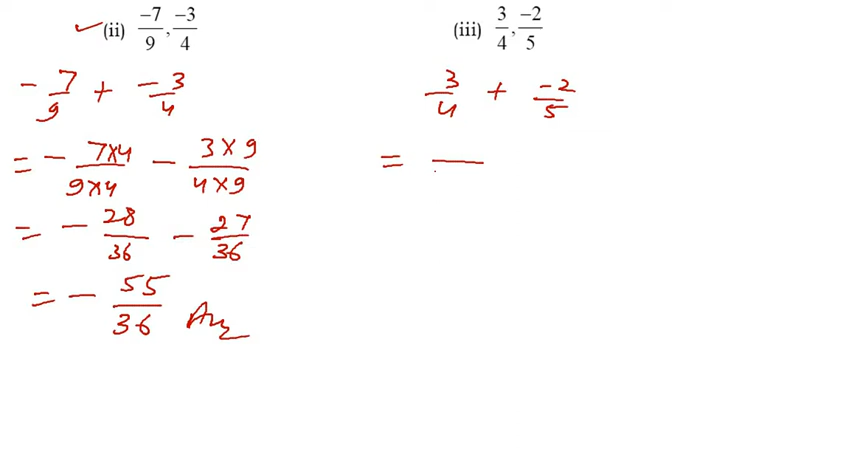 (ii) -7/9, -3/4
- 7/9 + -3/4
= - 7×4/9×4 - 3×9/4×9
= - 28/36 - 27/36
= - 55/36 Ans
(iii) 3/4, -2/5
3/4 + -2/5
=